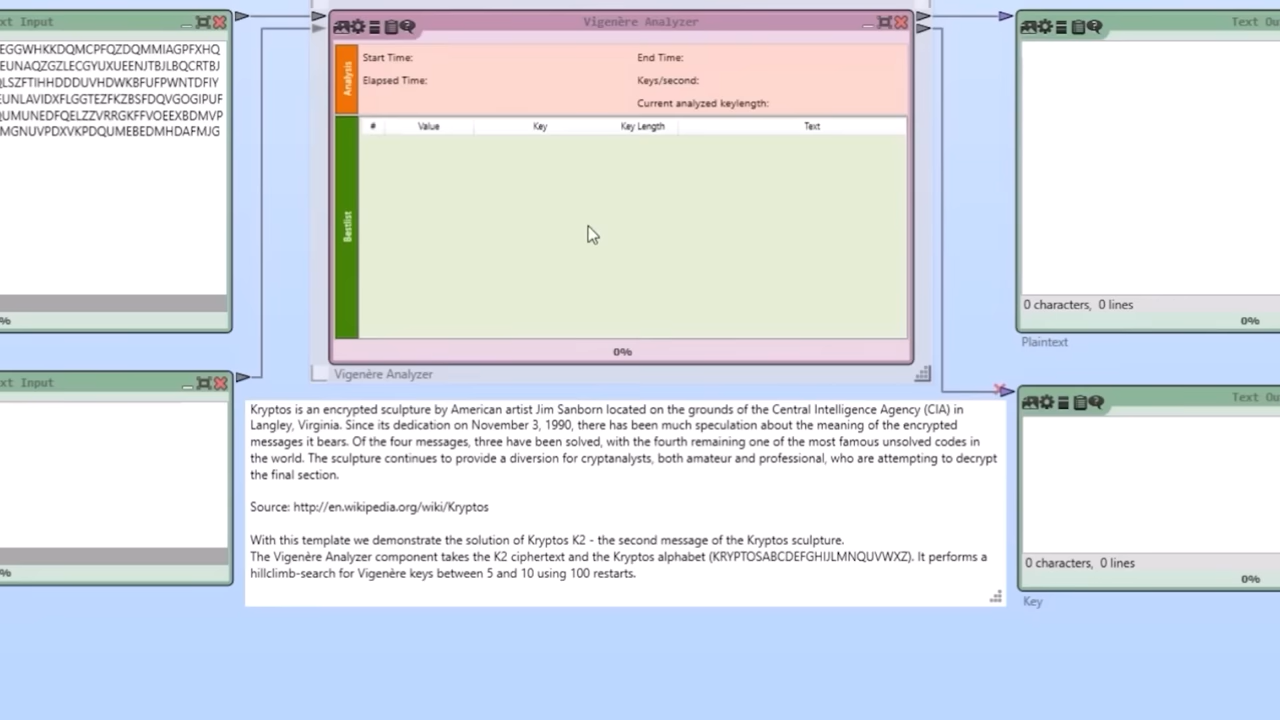 xt Input
EGGWHKKDQMCPFQZDQMMIAGPFXHQ
EUNAQZGZLECGYUXUEENJTBJLBQCRTBJ
QLSZFTIHHDDDUVHDWKBFUFPWNTDFIY
EUNLAVIDXFLGGTEZFKZBSFDQVGOGIPUF
QUMUNEDFQELZZVRRGKFFVOEEXBDMVP
MGNUVPDXVKPDQUMEBEDMHDAFMJG
%
xt Input
%
Vigenère Analyzer
Analysis
Start Time:
End Time:
Elapsed Time:
Keys/second:
Current analyzed keylength:
Bestlist
# Value Key Key Length Text
0%
Vigenère Analyzer
Kryptos is an encrypted sculpture by American artist Jim Sanborn located on the grounds of the Central Intelligence Agency (CIA) in
Langley, Virginia. Since its dedication on November 3, 1990, there has been much speculation about the meaning of the encrypted
messages it bears. Of the four messages, three have been solved, with the fourth remaining one of the most famous unsolved codes in
the world. The sculpture continues to provide a diversion for cryptanalysts, both amateur and professional, who are attempting to decrypt
the final section.
Source: http://en.wikipedia.org/wiki/Kryptos
With this template we demonstrate the solution of Kryptos K2 - the second message of the Kryptos sculpture.
The Vigenère Analyzer component takes the K2 ciphertext and the Kryptos alphabet (KRYPTOSABCDEFGHIJLMNQUVWXZ). It performs a
hillclimb-search for Vigenère keys between 5 and 10 using 100 restarts.
Text Ou
0 characters, 0 lines
0%
Plaintext
Text Ou
0 characters, 0 lines
0%
Key